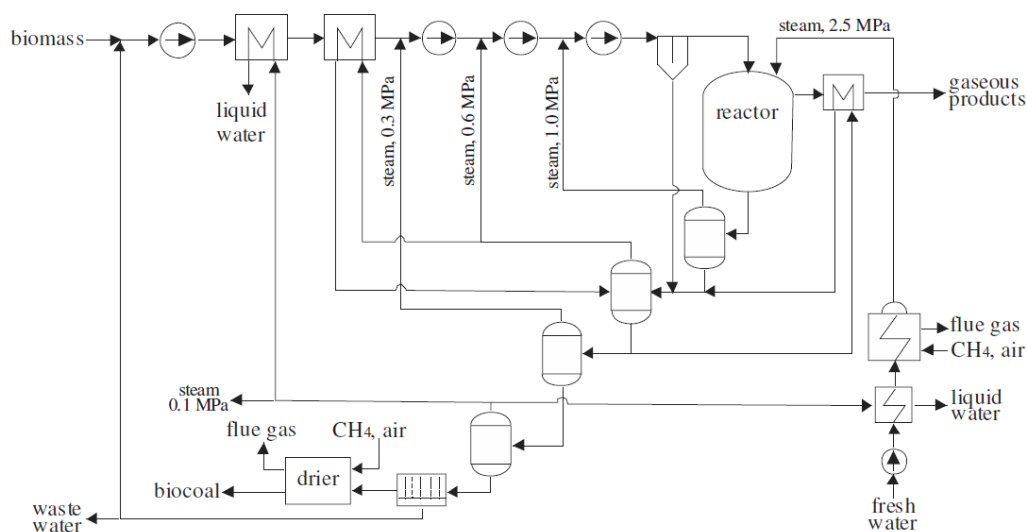 steam, 2.5 MPa
biomass
gaseous
products
liquid
water
steam, 0.3 MPa
steam, 0.6 MPa
steam, 1.0 MPa
reactor
flue gas
CH4, air
steam
0.1 MPa
liquid
water
flue gas
CH4, air
drier
biocoal
waste
water
fresh
water